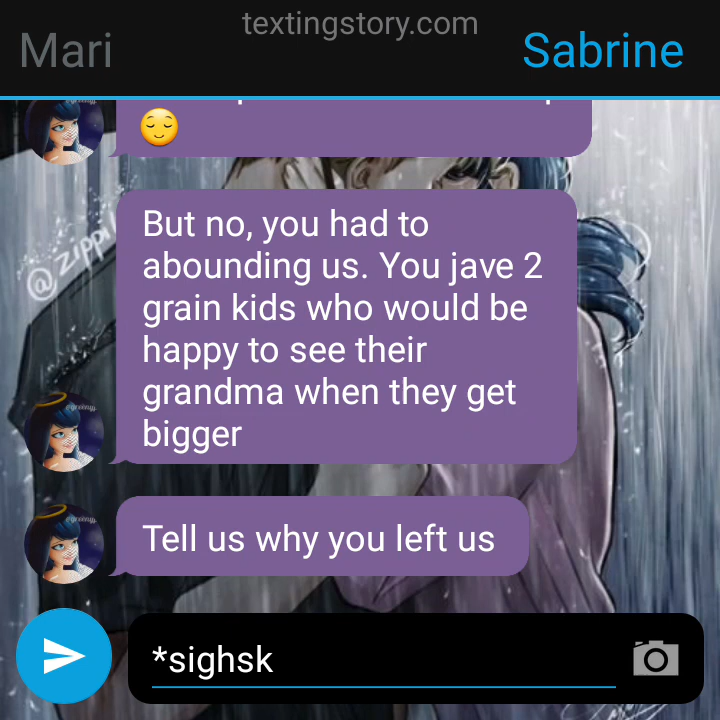 textingstory.com
Mari
Sabrine
😌
@zippi
But no, you had to
abounding us. You jave 2
grain kids who would be
happy to see their
grandma when they get
bigger
Tell us why you left us
*sighsk